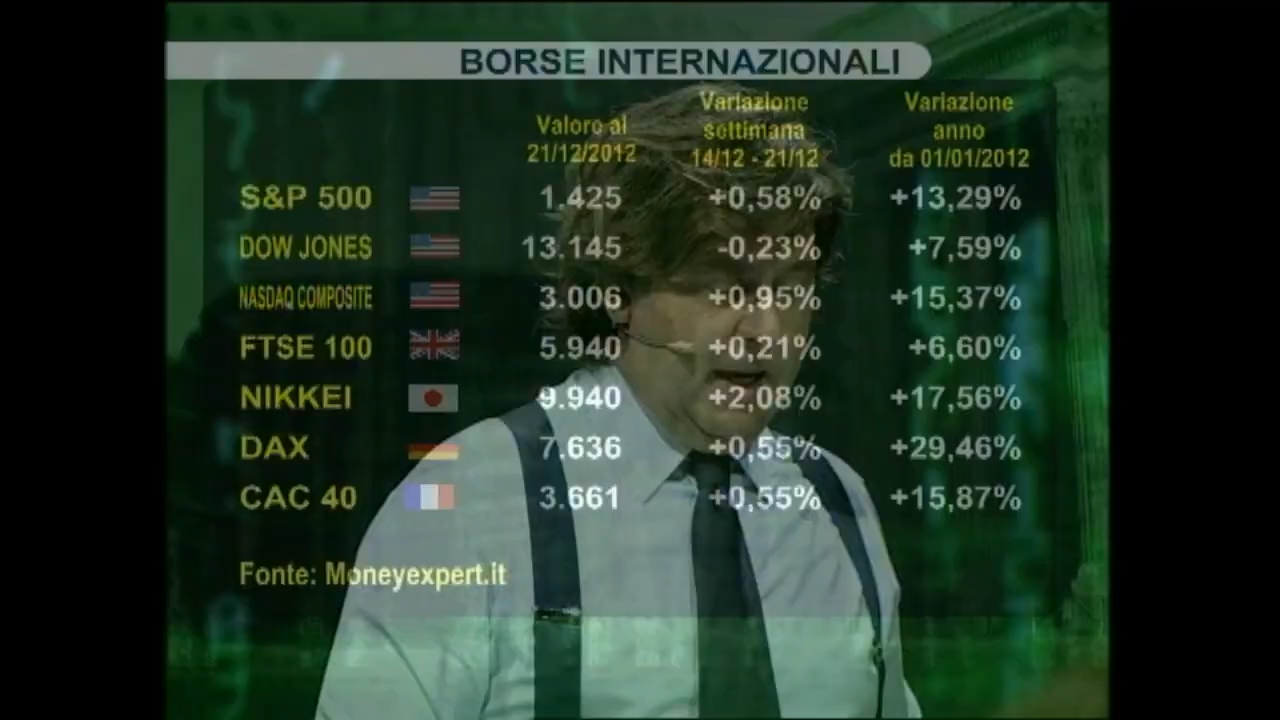 BORSE INTERNAZIONALI
Valore al
21/12/2012
Variazione
settimana
14/12 - 21/12
Variazione
anno
da 01/01/2012
S&P 500 1.425 +0,58% +13,29%
DOW JONES 13.145 -0,23% +7,59%
NASDAQ COMPOSITE 3.006 +0,95% +15,37%
FTSE 100 5.940 +0,21% +6,60%
NIKKEI 9.940 +2,08% +17,56%
DAX 7.636 +0,55% +29,46%
CAC 40 3.661 +0,55% +15,87%
Fonte: Moneyexpert.it